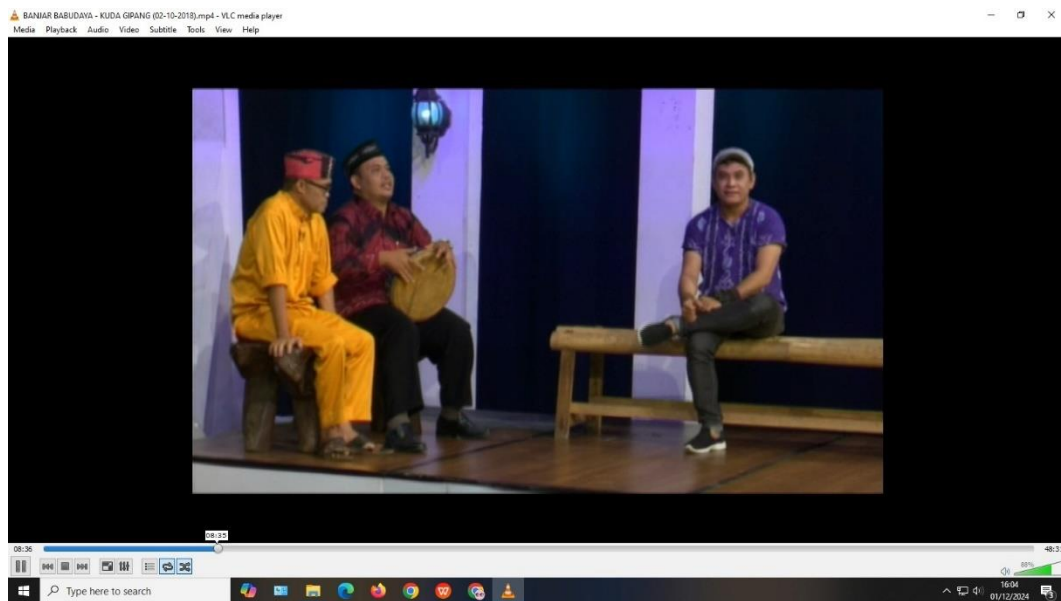 BANJAR BABUDAYA - KUDA GIPANG (02-10-2018).mp4 - VLC media player
Media Playback Audio Video Subtitle Tools View Help
08:35
08:36
88%
Type here to search
16:04
01/12/2024